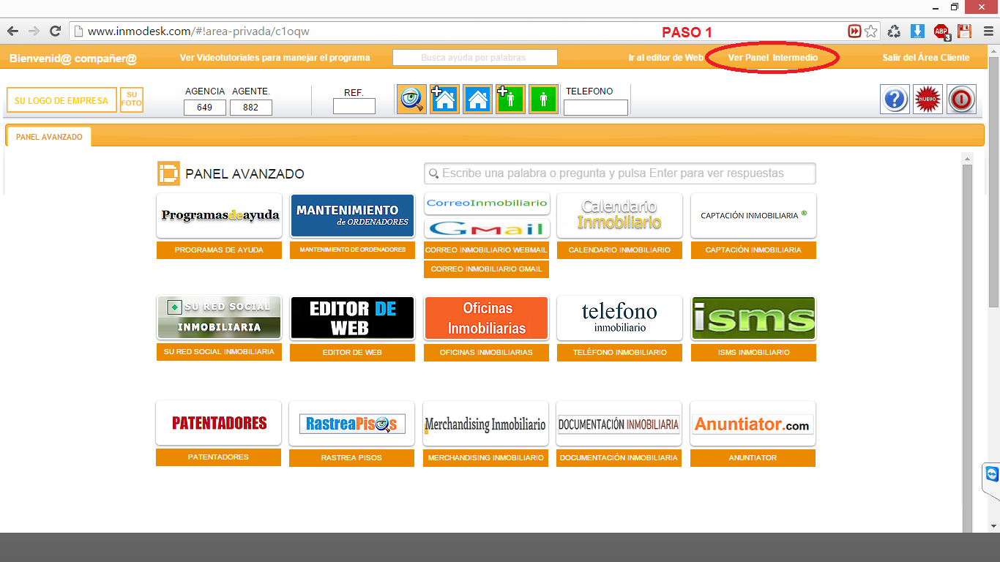 www.inmodesk.com/#!area-privada/c1oqw
PASO 1
ABP
3
Bienvenid@ compañer@
Ver Videotutoriales para manejar el programa
Busca ayuda por palabras
Ir al editor de Web
Ver Panel Intermedio
Salir del Área Cliente
SU LOGO DE EMPRESA
SU
FOTO
AGENCIA
649
AGENTE.
882
REF.
TELEFONO
NUEVO
PANEL AVANZADO
PANEL AVANZADO
Escribe una palabra o pregunta y pulsa Enter para ver respuestas
Programasdeayuda
MANTENIMIENTO
de ORDENADORES
CorreoInmobiliario
GMail
Calendario
Inmobiliario
CAPTACIÓN INMOBILIARIA ®
PROGRAMAS DE AYUDA
MANTENIMIENTO DE ORDENADORES
CORREO INMOBILIARIO WEBMAIL
CALENDARIO INMOBILIARIO
CAPTACIÓN INMOBILIARIA
CORREO INMOBILIARIO GMAIL
SU RED SOCIAL
INMOBILIARIA
EDITOR DE
WEB
Oficinas
Inmobiliarias
telefono
inmobiliario
isms
SU RED SOCIAL INMOBILIARIA
EDITOR DE WEB
OFICINAS INMOBILIARIAS
TELÉFONO INMOBILIARIO
ISMS INMOBILIARIO
PATENTADORES
RastreaPisos
Merchandising Inmobiliario
DOCUMENTACIÓN INMOBILIARIA
Anuntiator.com
PATENTADORES
RASTREA PISOS
MERCHANDISING INMOBILIARIO
DOCUMENTACIÓN INMOBILIARIA
ANUNTIATOR